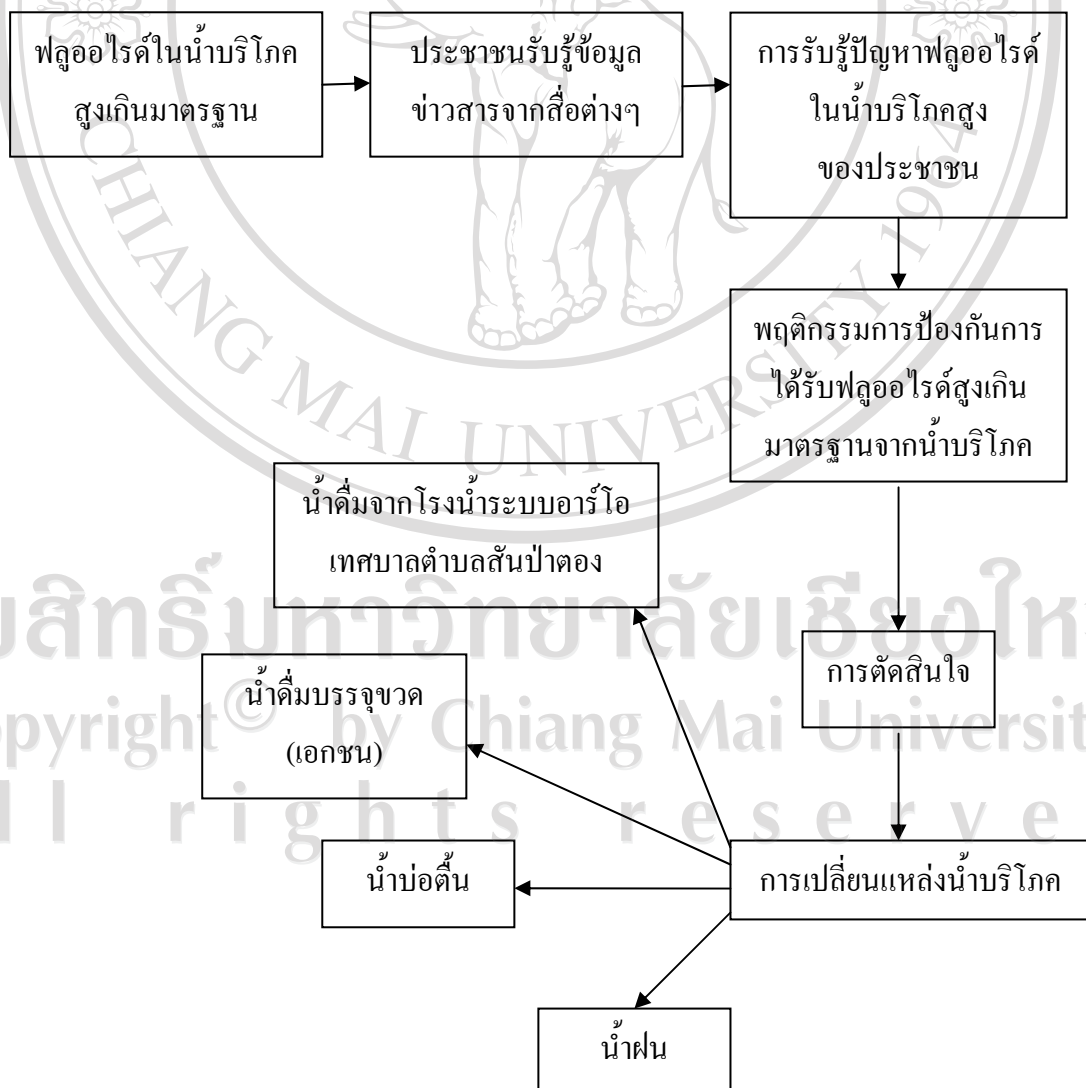 ฟลูออไรด์ในน้ำบริโภค
สูงเกินมาตรฐาน
ประชาชนรับรู้ข้อมูล
ข่าวสารจากสื่อต่างๆ
การรับรู้ปัญหาฟลูออไรด์
ในน้ำบริโภคสูง
ของประชาชน
พฤติกรรมการป้องกันการ
ได้รับฟลูออไรด์สูงเกิน
มาตรฐานจากน้ำบริโภค
น้ำดื่มจากโรงน้ำระบบอาร์โอ
เทศบาลตำบลสันป่าตอง
การตัดสินใจ
น้ำดื่มบรรจุขวด
(เอกชน)
น้ำบ่อตื้น
การเปลี่ยนแหล่งน้ำบริโภค
น้ำฝน
CHIANG MAI UNIVERSITY 1964
สิทธิ์มหาวิทยาลัยเชียงให
opyright© by Chiang Mai Universit
ll rights reserve